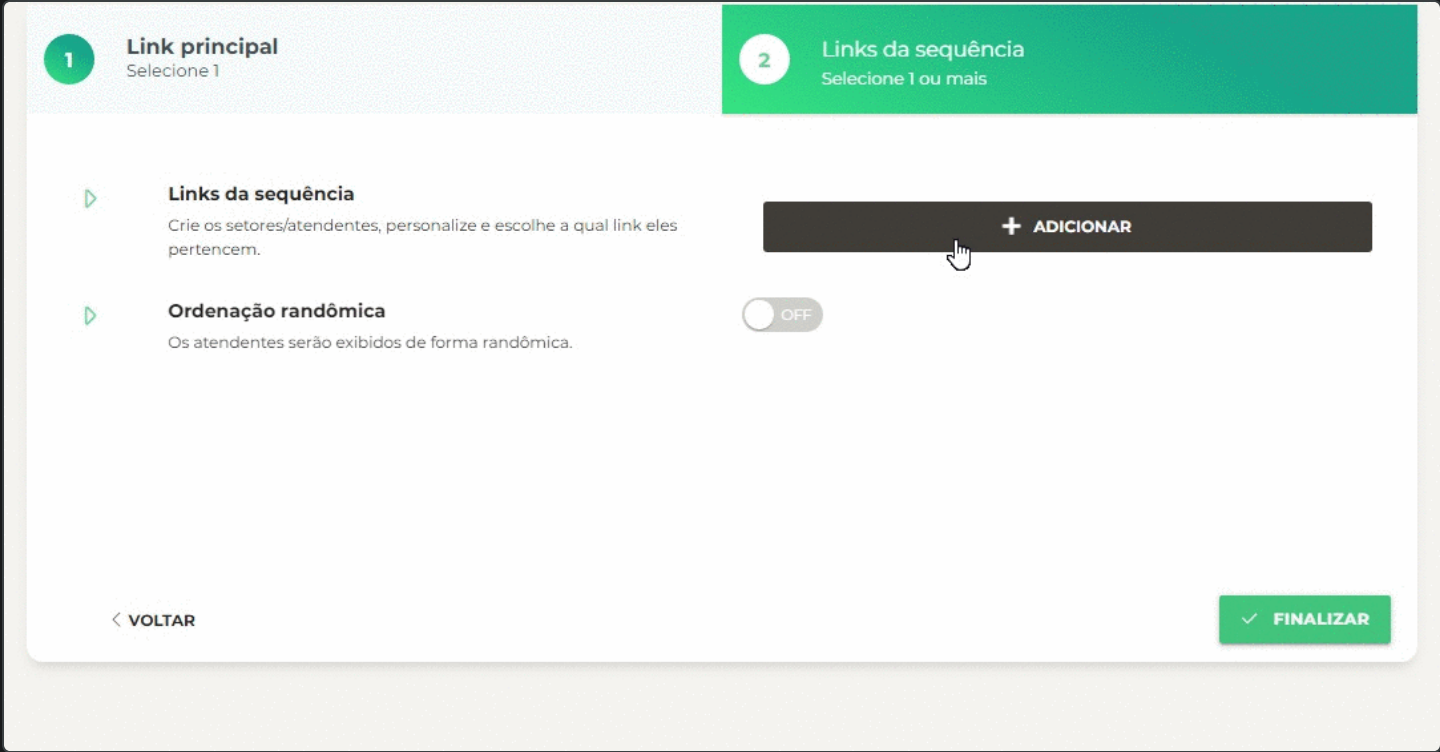 1
Link principal
Selecione 1
2
Links da sequência
Selecione 1 ou mais
Links da sequência
Crie os setores/atendentes, personalize e escolhe a qual link eles
pertencem.
ADICIONAR
Ordenação randômica
Os atendentes serão exibidos de forma randômica.
OFF
VOLTAR
FINALIZAR